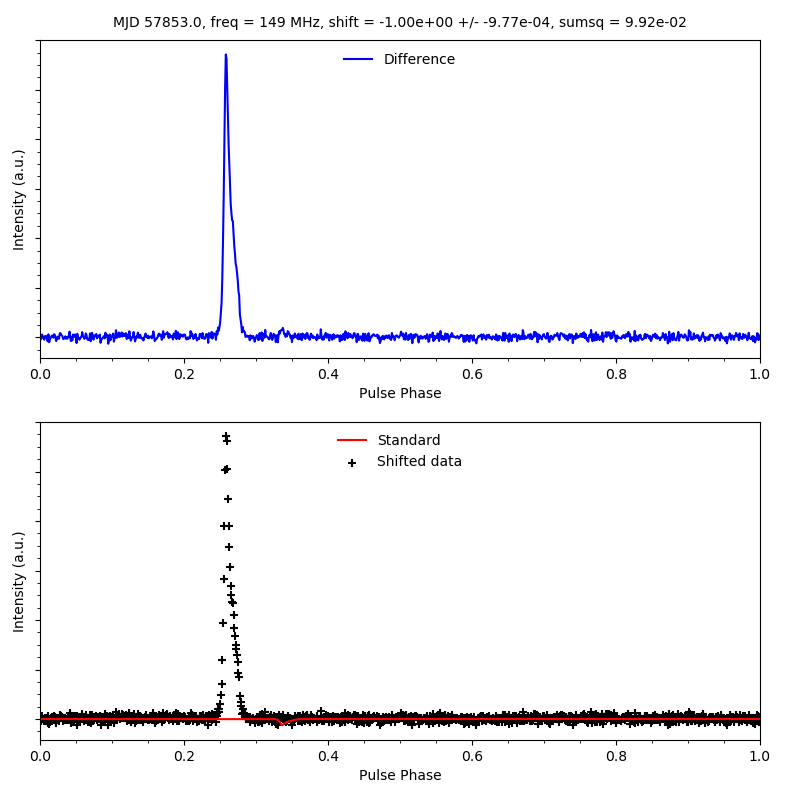 MJD 57853.0, freq = 149 MHz, shift = -1.00e+00 +/- -9.77e-04, sumsq = 9.92e-02
Difference
Intensity (a.u.)
0.0 0.2 0.4 0.6 0.8 1.0
Pulse Phase
Standard
Shifted data
Intensity (a.u.)
0.0 0.2 0.4 0.6 0.8 1.0
Pulse Phase